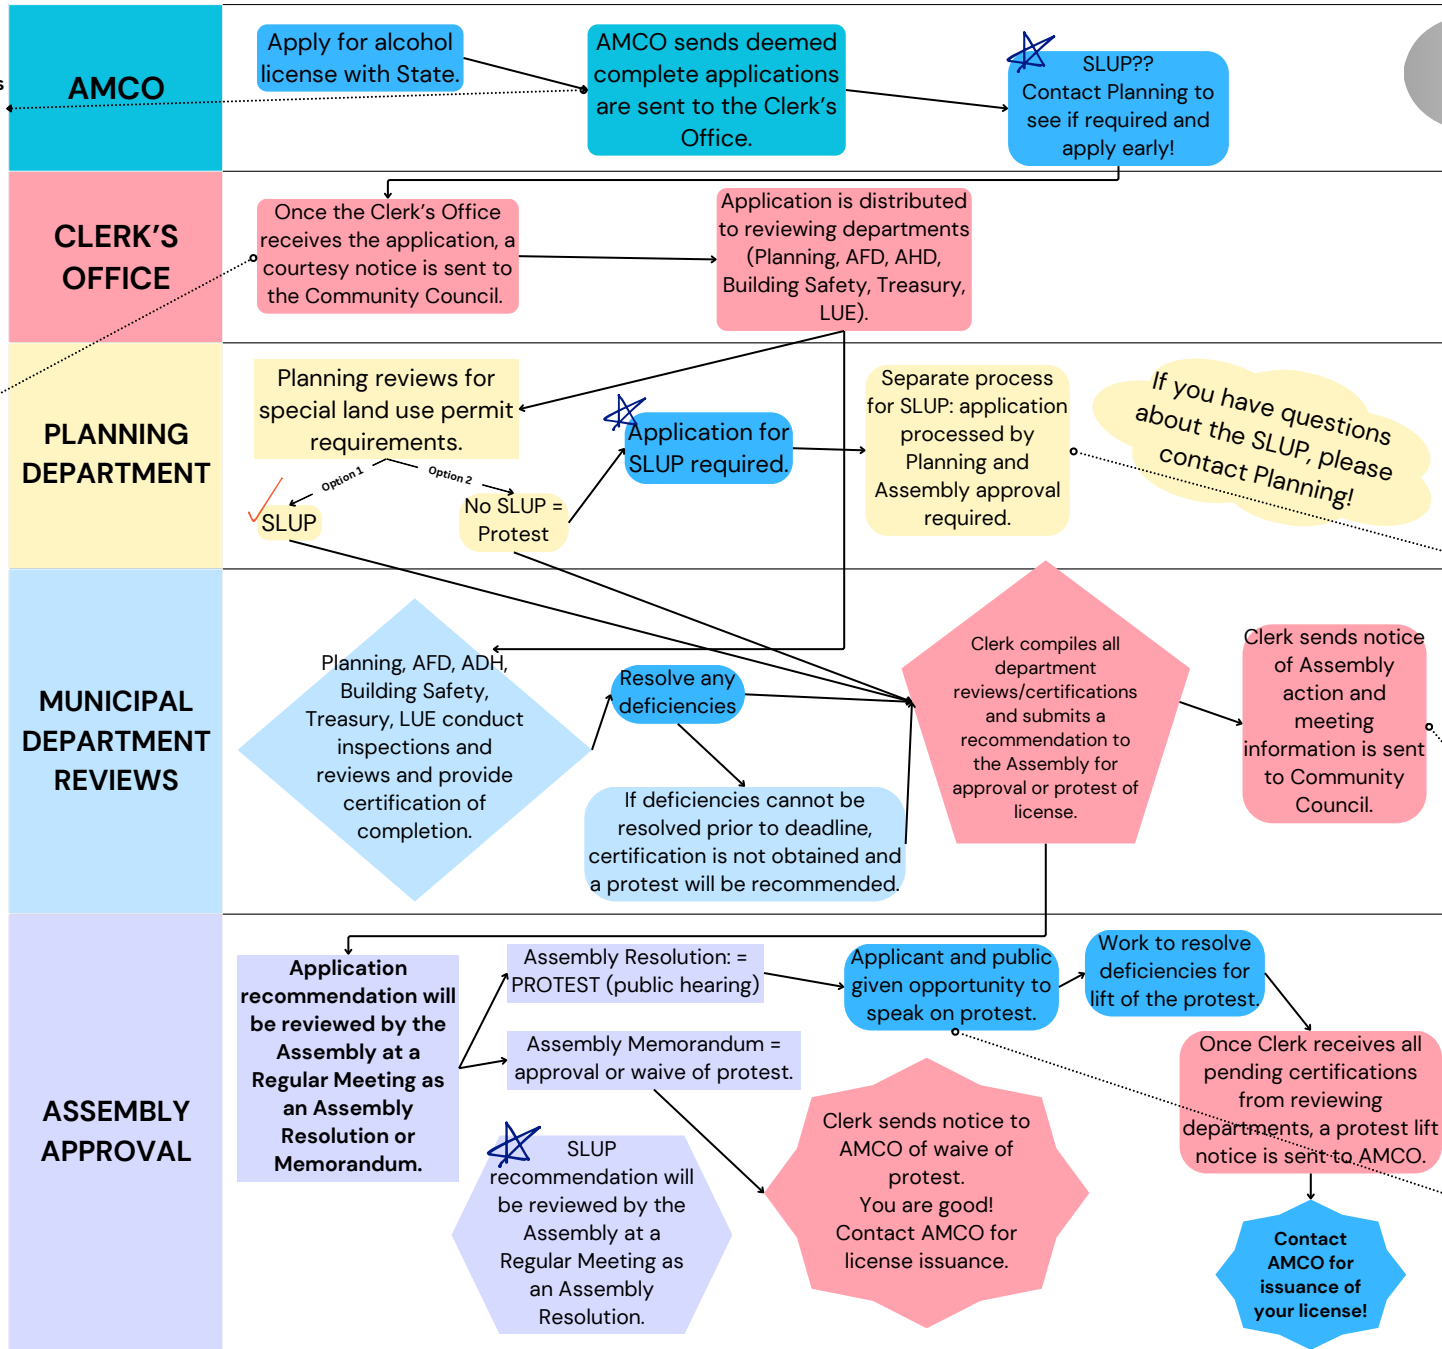 s
AMCO
Apply for alcohol
license with State.
AMCO sends deemed
complete applications
are sent to the Clerk's
Office.
SLUP??
Contact Planning to
see if required and
apply early!
CLERK'S
OFFICE
Once the Clerk's Office
receives the application, a
courtesy notice is sent to
the Community Council.
Application is distributed
to reviewing departments
(Planning, AFD, AHD,
Building Safety, Treasury,
LUE).
PLANNING
DEPARTMENT
Planning reviews for
special land use permit
requirements.
Option 1
Option 2
SLUP
No SLUP =
Protest
Application for
SLUP required.
Separate process
for SLUP: application
processed by
Planning and
Assembly approval
required.
If you have questions
about the SLUP, please
contact Planning!
MUNICIPAL
DEPARTMENT
REVIEWS
Planning, AFD, ADH,
Building Safety,
Treasury, LUE conduct
inspections and
reviews and provide
certification of
completion.
Resolve any
deficiencies
If deficiencies cannot be
resolved prior to deadline,
certification is not obtained and
a protest will be recommended.
Clerk compiles all
department
reviews/certifications
and submits a
recommendation to
the Assembly for
approval or protest of
license.
Clerk sends notice
of Assembly
action and
meeting
information is sent
to Community
Council.
ASSEMBLY
APPROVAL
Application
recommendation will
be reviewed by the
Assembly at a
Regular Meeting as
an Assembly
Resolution or
Memorandum.
Assembly Resolution: =
PROTEST (public hearing)
Assembly Memorandum =
approval or waive of protest.
SLUP
recommendation will
be reviewed by the
Assembly at a
Regular Meeting as
an Assembly
Resolution.
Applicant and public
given opportunity to
speak on protest.
Work to resolve
deficiencies for
lift of the protest.
Clerk sends notice to
AMCO of waive of
protest.
You are good!
Contact AMCO for
license issuance.
Once Clerk receives all
pending certifications
from reviewing
departments, a protest lift
notice is sent to AMCO.
Contact
AMCO for
issuance of
your license!